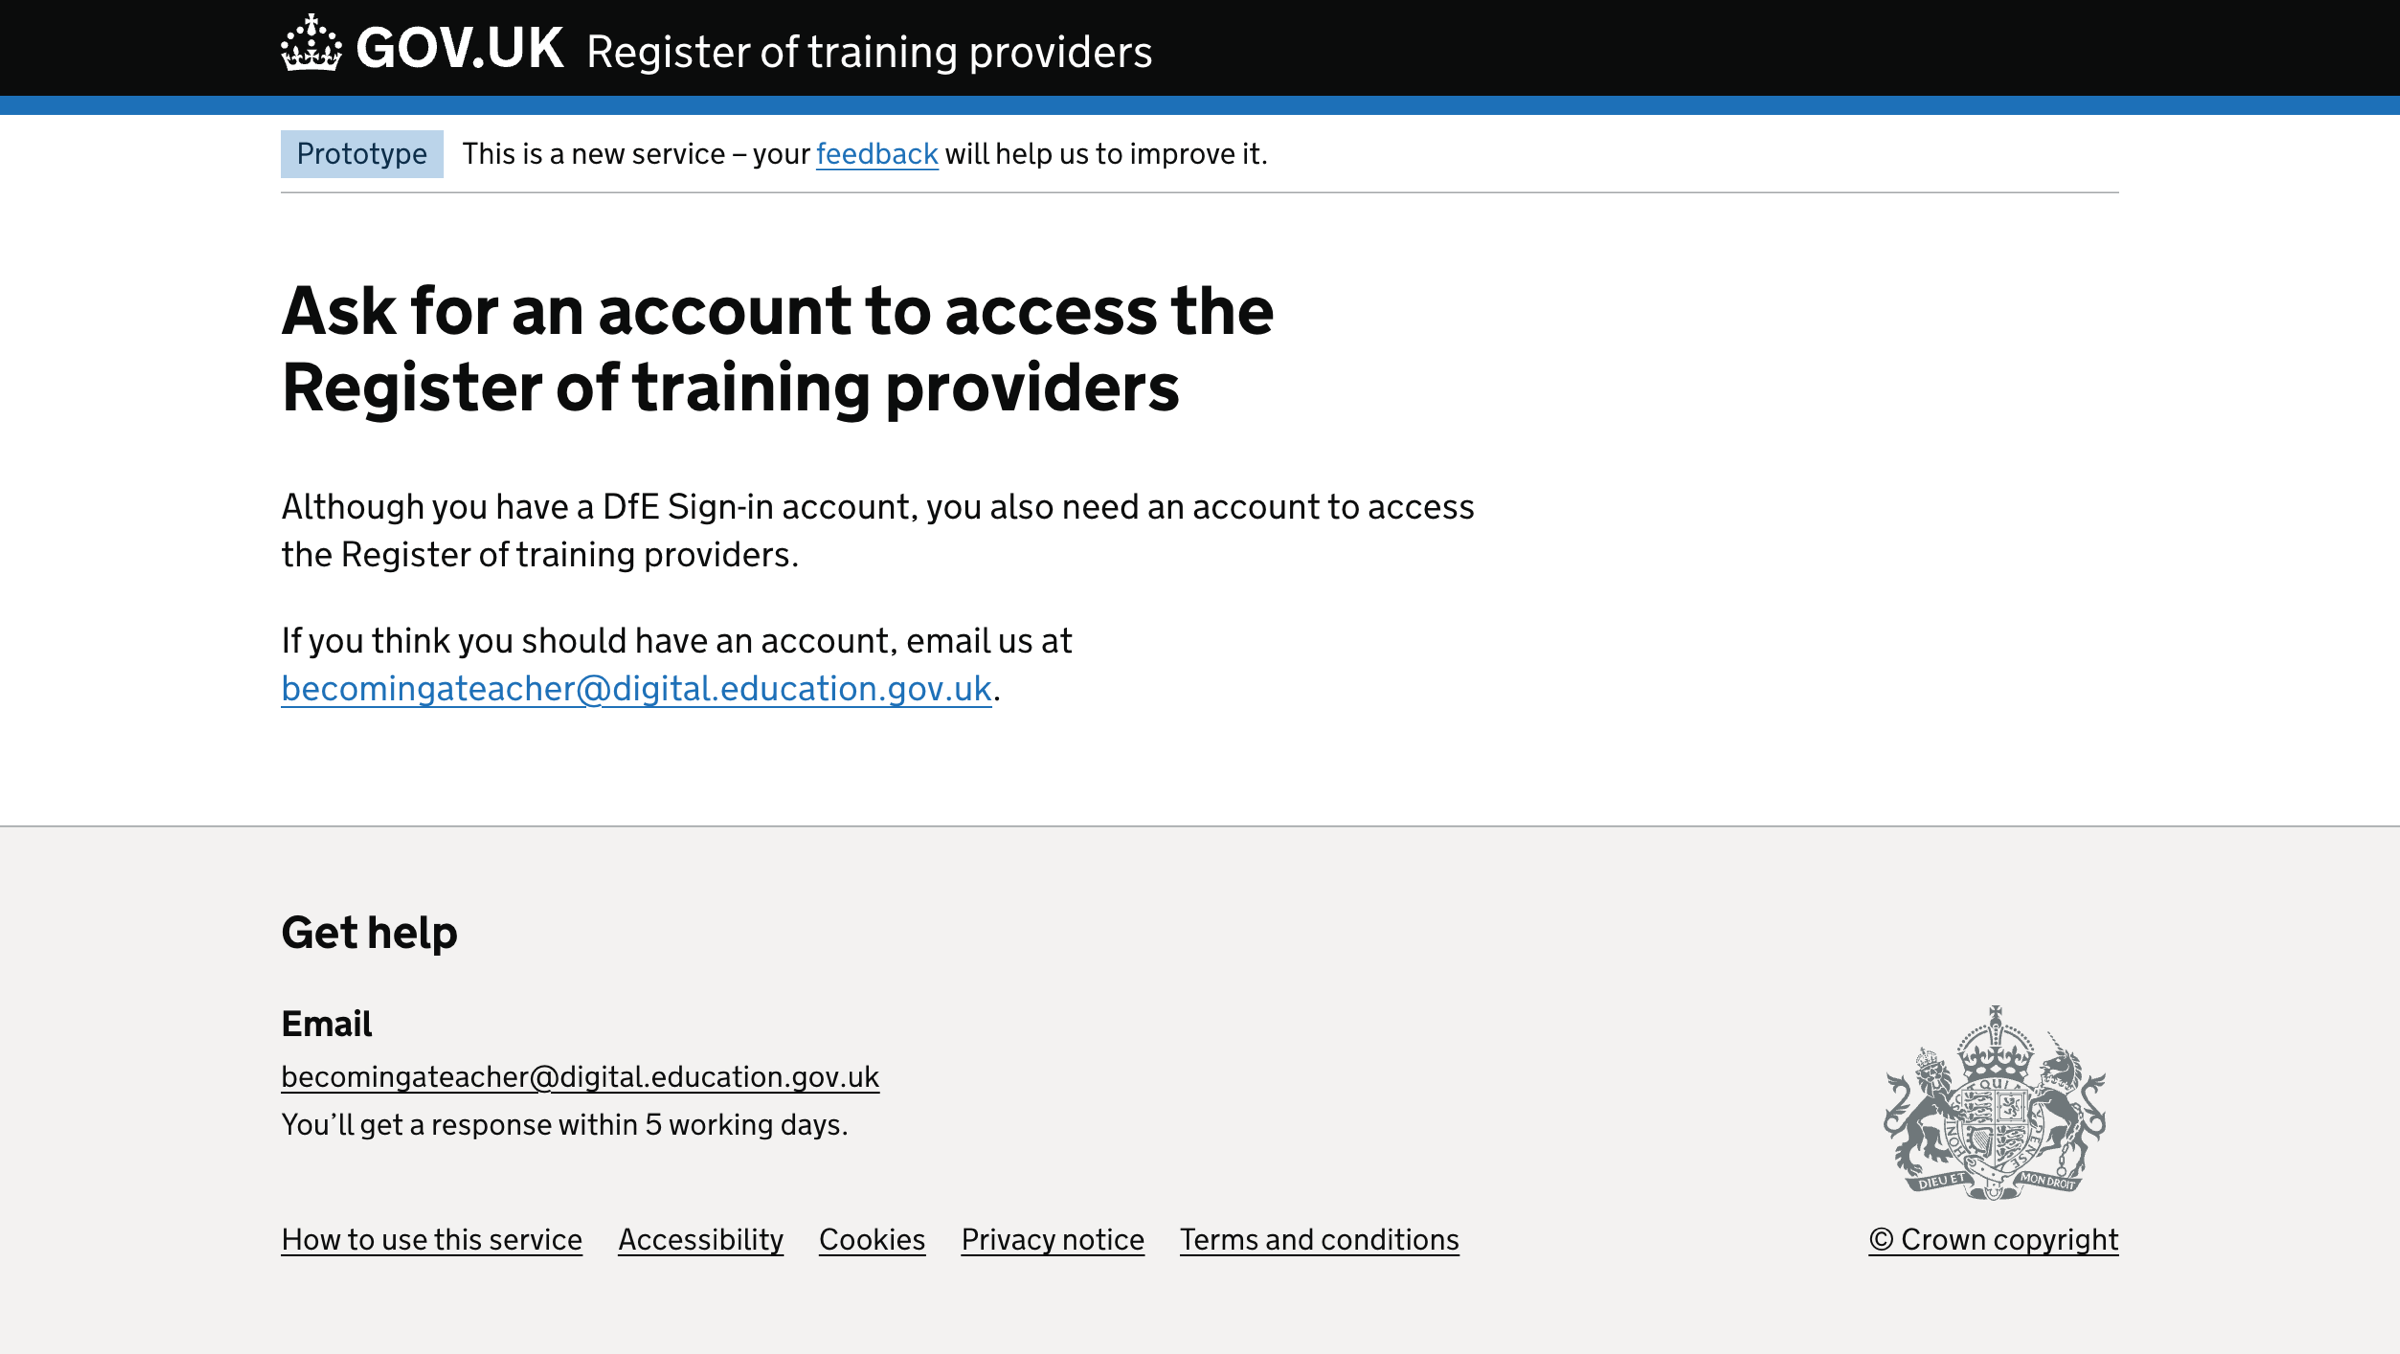 GOV.UK Register of training providers
Prototype This is a new service – your feedback will help us to improve it.
Ask for an account to access the
Register of training providers
Although you have a DfE Sign-in account, you also need an account to access
the Register of training providers.
If you think you should have an account, email us at
becomingateacher@digital.education.gov.uk.
Get help
Email
becomingateacher@digital.education.gov.uk
You’ll get a response within 5 working days.
QUI
HONI
PENSE
DIEU ET MON DROIT
How to use this service Accessibility Cookies Privacy notice Terms and conditions © Crown copyright